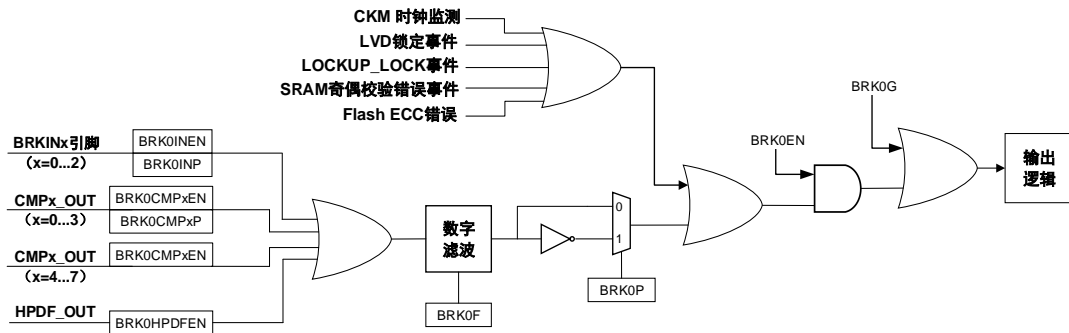 CKM 时钟监测
LVD锁定事件
LOCKUP_LOCK事件
SRAM奇偶校验错误事件
Flash ECC错误
BRK0G
BRKINx引脚
（x=0…2）
BRK0INEN
BRK0INP
BRK0EN
输出
逻辑
CMPx_OUT
（x=0…3）
BRK0CMPxEN
BRK0CMPxP
数字
滤波
0
1
CMPx_OUT
（x=4…7）
BRK0CMPxEN
BRK0F
BRK0P
HPDF_OUT
BRK0HPDFEN